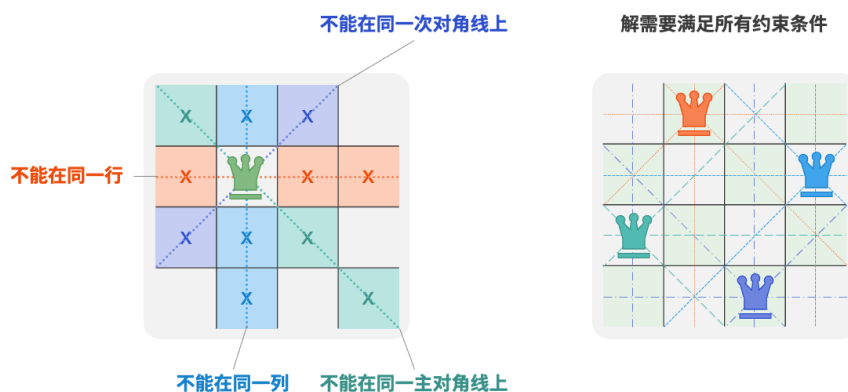 不能在同一次对角线上
解需要满足所有约束条件
X X X
不能在同一行
X X X
X X X
X X
不能在同一列
不能在同一主对角线上